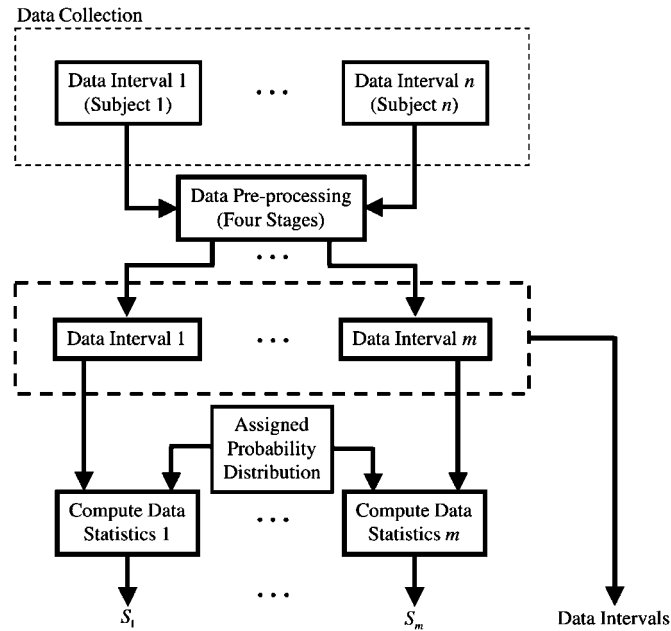 Data Collection
Data Interval 1
(Subject 1)
...
Data Interval n
(Subject n)
Data Pre-processing
(Four Stages)
...
Data Interval 1
...
Data Interval m
Assigned
Probability
Distribution
Compute Data
Statistics 1
...
Compute Data
Statistics m
S₁
...
Sₘ
Data Intervals